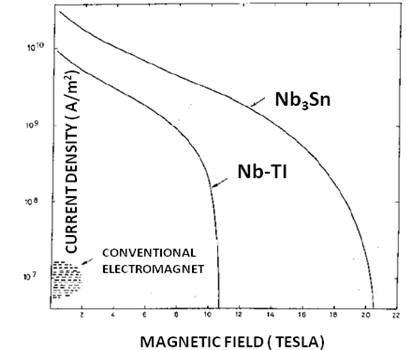 10¹⁰
10⁹
10⁸
10⁷
CURRENT DENSITY ( A/m²)
Nb₃Sn
Nb-TI
CONVENTIONAL
ELECTROMAGNET
2 4 6 8 10 12 14 16 18 20 22
MAGNETIC FIELD ( TESLA)